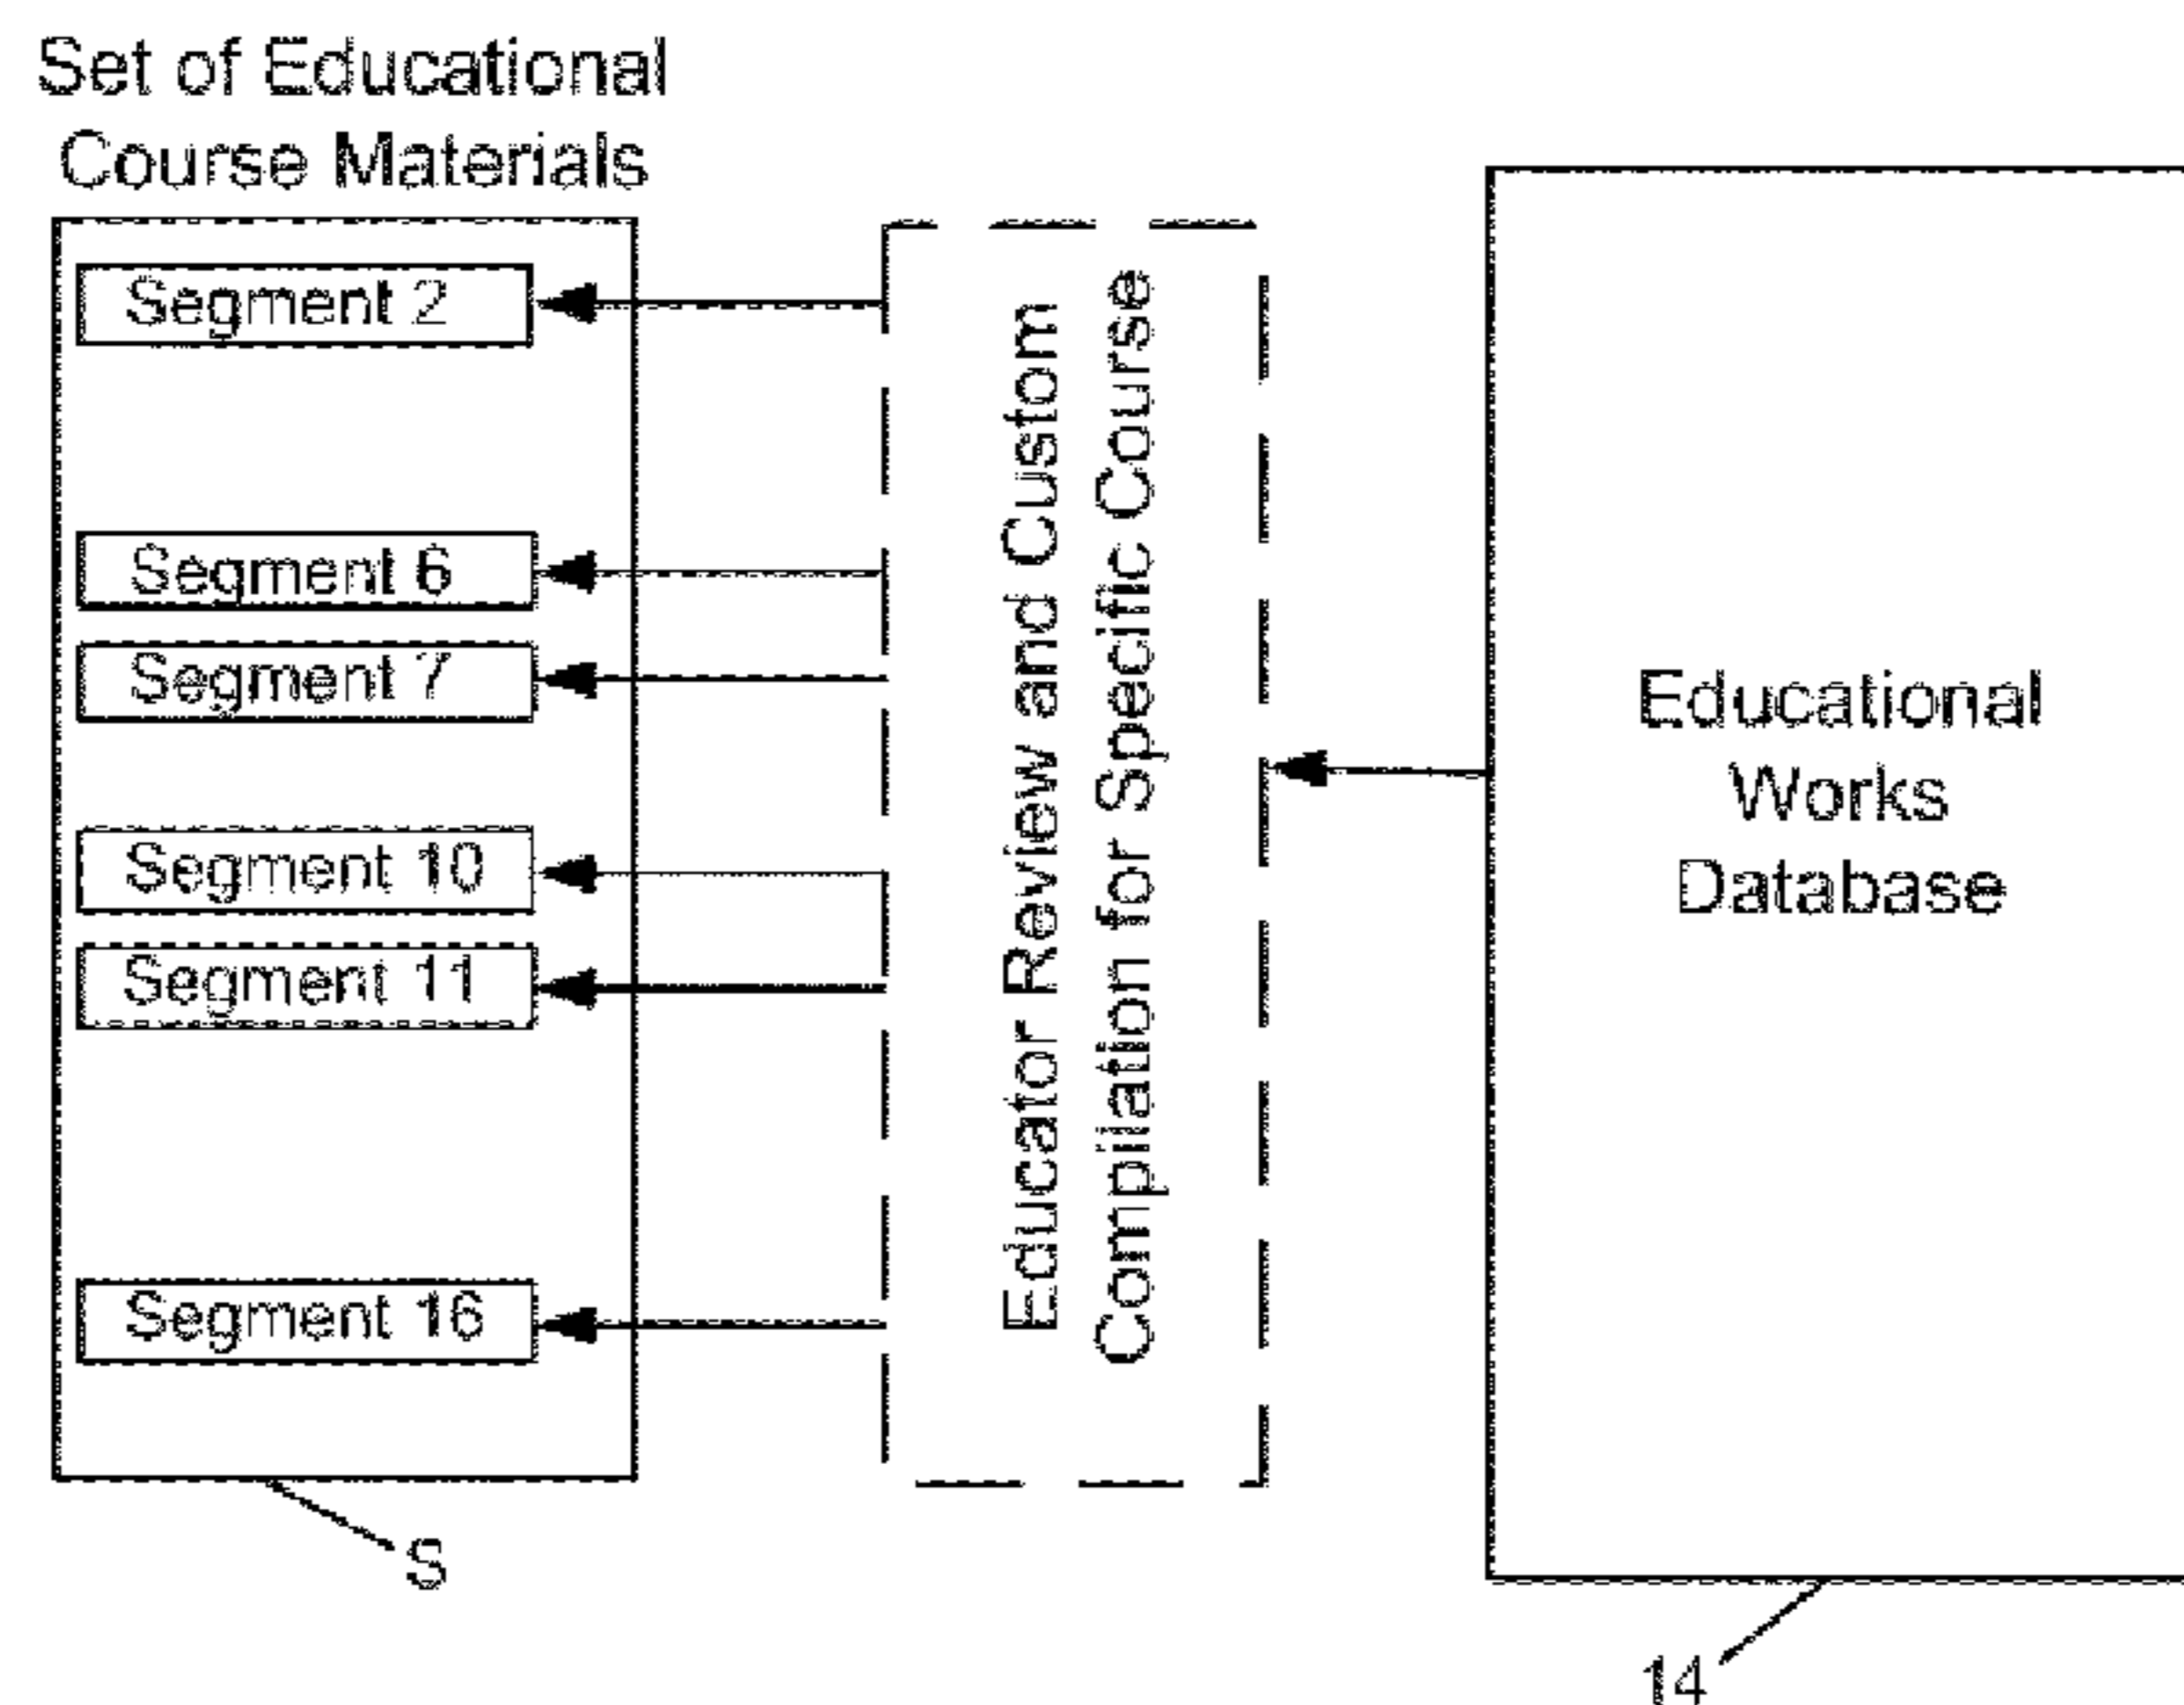 Set of Educational
Course Materials
Segment 2
Segment 6
Segment 7
Segment 10
Segment 11
Segment 16
S
Educator Review and Custom
Compilation for Specific Course
Educational
Works
Database
14